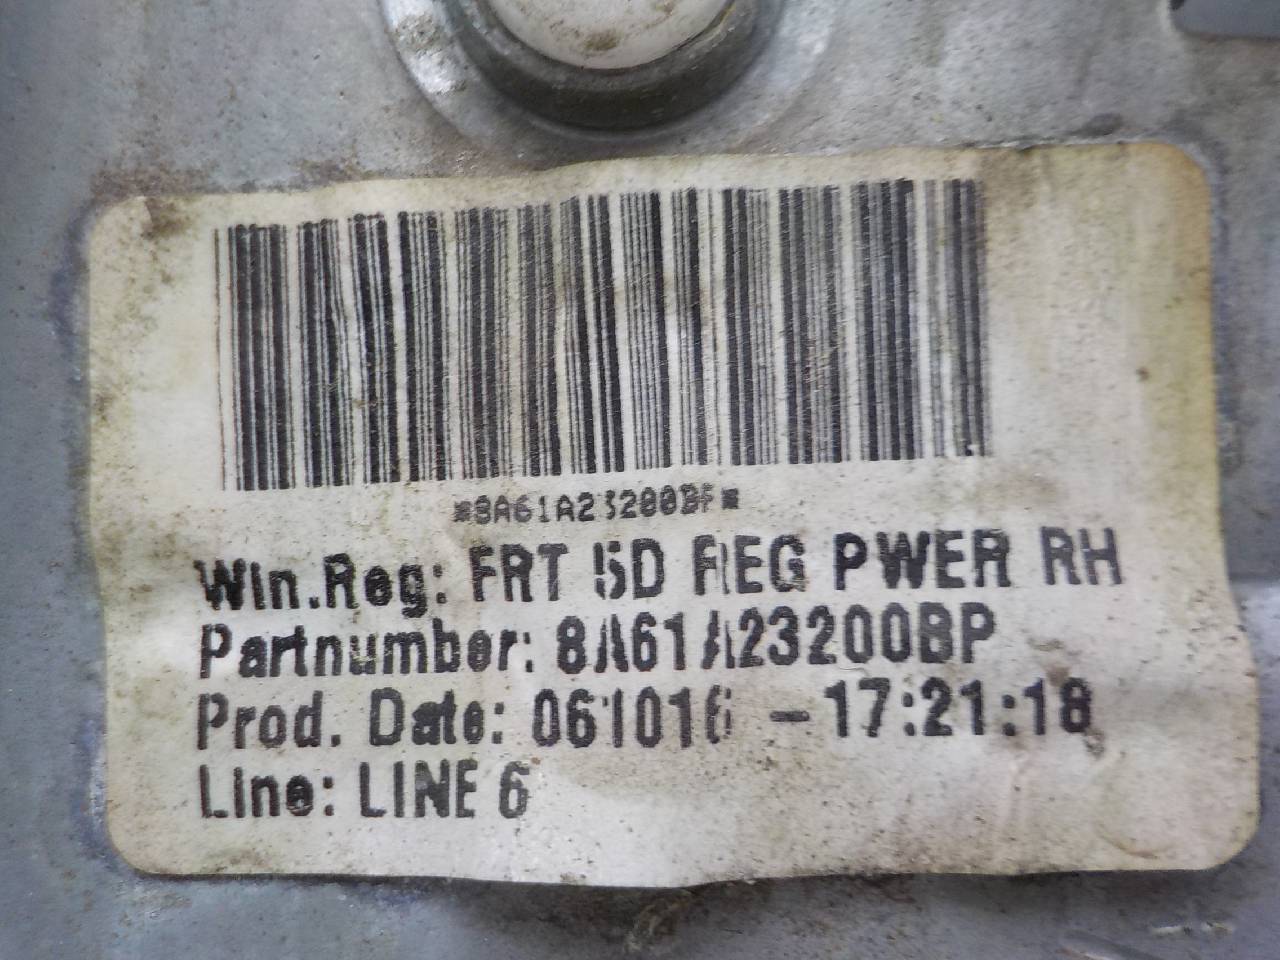 *8A61A23200BP*
Win.Reg: FRT 5D REG PWER RH
Partnumber: 8A61A23200BP
Prod. Date: 061016 -17:21:18
Line: LINE 6